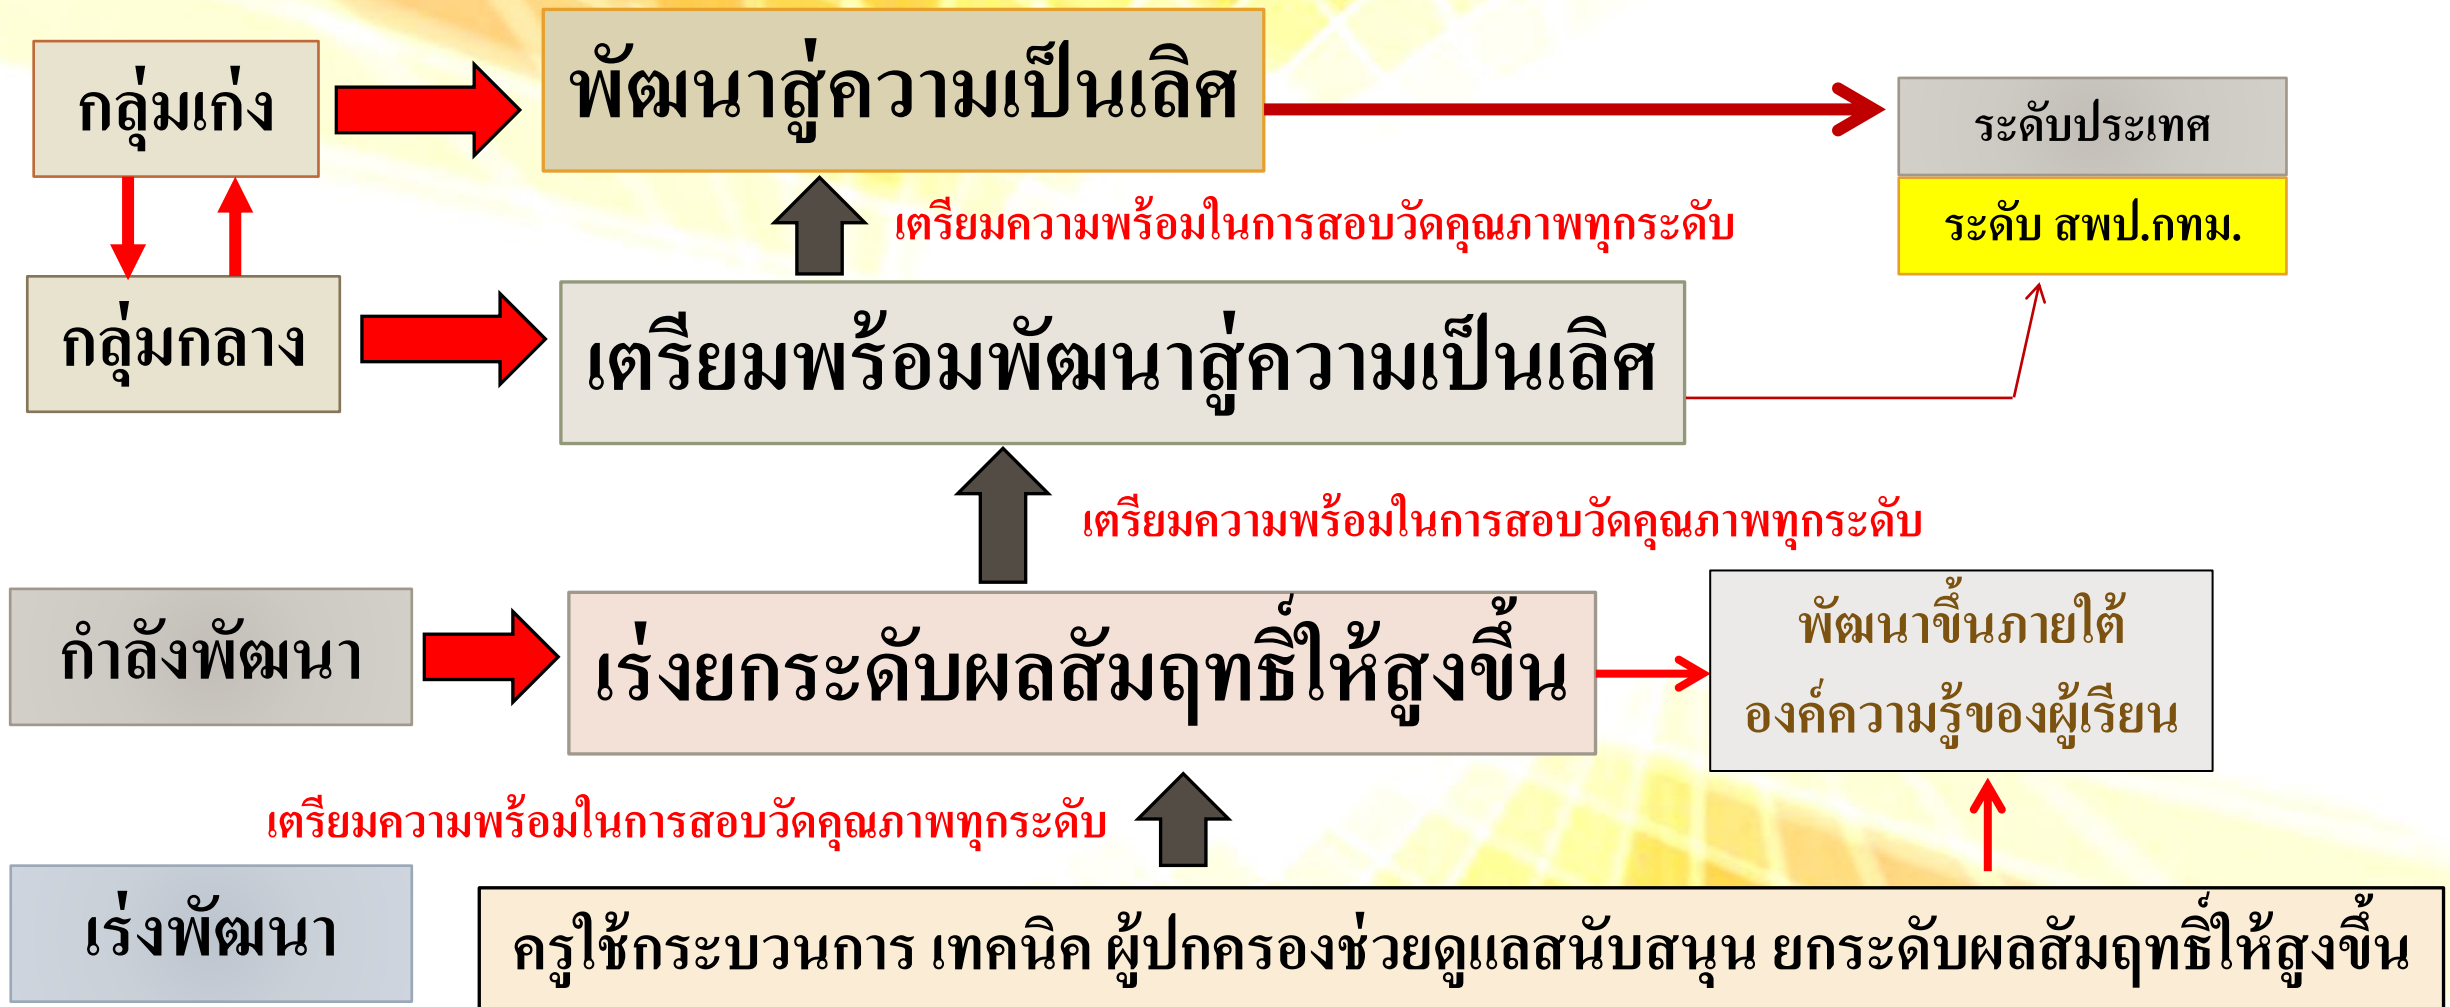 กลุ่มเก่ง
พัฒนาสู่ความเป็นเลิศ
ระดับประเทศ
ระดับ สพป.กทม.
เตรียมความพร้อมในการสอบวัดคุณภาพทุกระดับ
กลุ่มกลาง
เตรียมพร้อมพัฒนาสู่ความเป็นเลิศ
เตรียมความพร้อมในการสอบวัดคุณภาพทุกระดับ
กำลังพัฒนา
เร่งยกระดับผลสัมฤทธิ์ให้สูงขึ้น
พัฒนาขึ้นภายใต้
องค์ความรู้ของผู้เรียน
เตรียมความพร้อมในการสอบวัดคุณภาพทุกระดับ
เร่งพัฒนา
ครูใช้กระบวนการ เทคนิค ผู้ปกครองช่วยดูแลสนับสนุน ยกระดับผลสัมฤทธิ์ให้สูงขึ้น